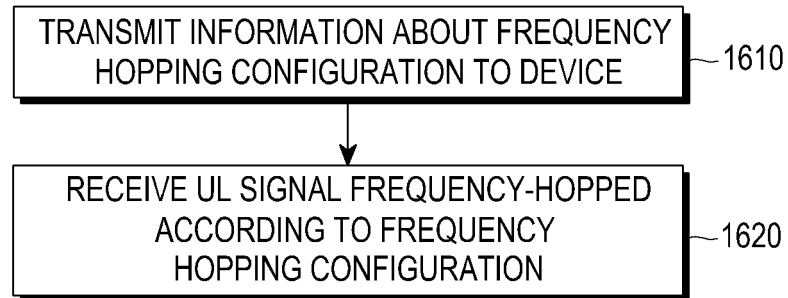 TRANSMIT INFORMATION ABOUT FREQUENCY
HOPPING CONFIGURATION TO DEVICE
1610
RECEIVE UL SIGNAL FREQUENCY-HOPPED
ACCORDING TO FREQUENCY
HOPPING CONFIGURATION
1620